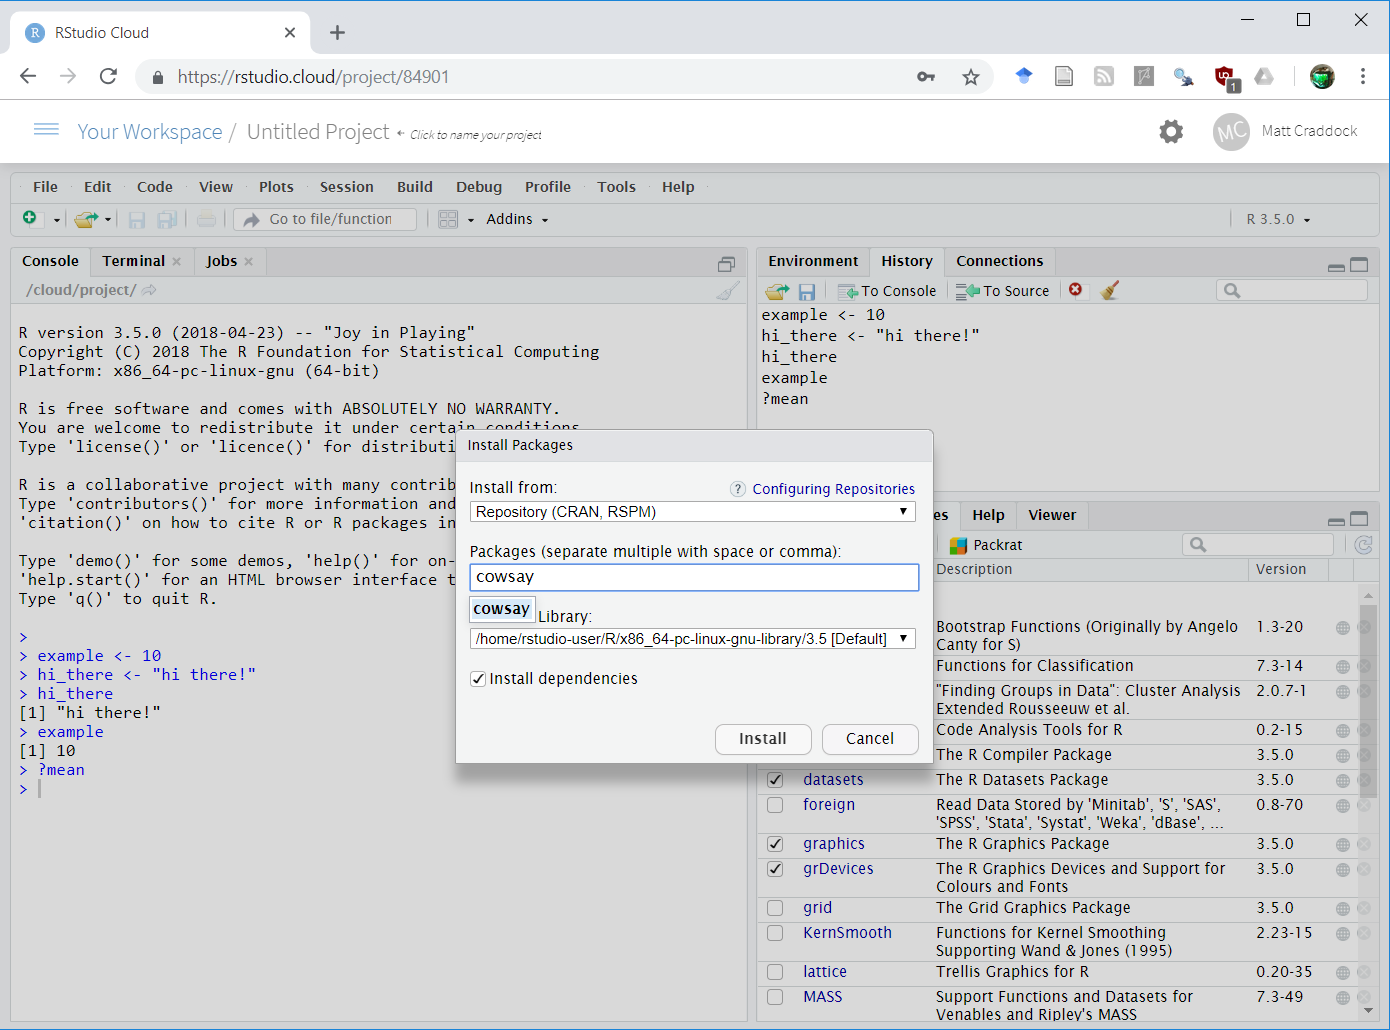 RStudio Cloud
https://rstudio.cloud/project/84901
1
Your Workspace / Untitled Project Click to name your project
MC Matt Craddock
File Edit Code View Plots Session Build Debug Profile Tools Help
Go to file/function Addins R 3.5.0
Console Terminal Jobs
/cloud/project/
R version 3.5.0 (2018-04-23) -- "Joy in Playing"
Copyright (C) 2018 The R Foundation for Statistical Computing
Platform: x86_64-pc-linux-gnu (64-bit)
R is free software and comes with ABSOLUTELY NO WARRANTY.
You are welcome to redistribute it under certain conditions.
Type 'license()' or 'licence()' for distributi
R is a collaborative project with many contrib
Type 'contributors()' for more information and
'citation()' on how to cite R or R packages in
Type 'demo()' for some demos, 'help()' for on-
'help.start()' for an HTML browser interface t
Type 'q()' to quit R.
>
> example <- 10
> hi_there <- "hi there!"
> hi_there
[1] "hi there!"
> example
[1] 10
> ?mean
>
Environment History Connections
To Console To Source
example <- 10
hi_there <- "hi there!"
hi_there
example
?mean
Install Packages
Install from: ? Configuring Repositories
Repository (CRAN, RSPM)
Packages (separate multiple with space or comma):
cowsay
cowsay Library:
/home/rstudio-user/R/x86_64-pc-linux-gnu-library/3.5 [Default]
Install dependencies
Install Cancel
es Help Viewer
Packrat
Description Version
Bootstrap Functions (Originally by Angelo 1.3-20
Canty for S)
Functions for Classification 7.3-14
"Finding Groups in Data": Cluster Analysis 2.0.7-1
Extended Rousseeuw et al.
Code Analysis Tools for R 0.2-15
The R Compiler Package 3.5.0
datasets The R Datasets Package 3.5.0
foreign Read Data Stored by 'Minitab', 'S', 'SAS', 0.8-70
'SPSS', 'Stata', 'Systat', 'Weka', 'dBase', ...
graphics The R Graphics Package 3.5.0
grDevices The R Graphics Devices and Support for 3.5.0
Colours and Fonts
grid The Grid Graphics Package 3.5.0
KernSmooth Functions for Kernel Smoothing 2.23-15
Supporting Wand & Jones (1995)
lattice Trellis Graphics for R 0.20-35
MASS Support Functions and Datasets for 7.3-49
Venables and Ripley's MASS